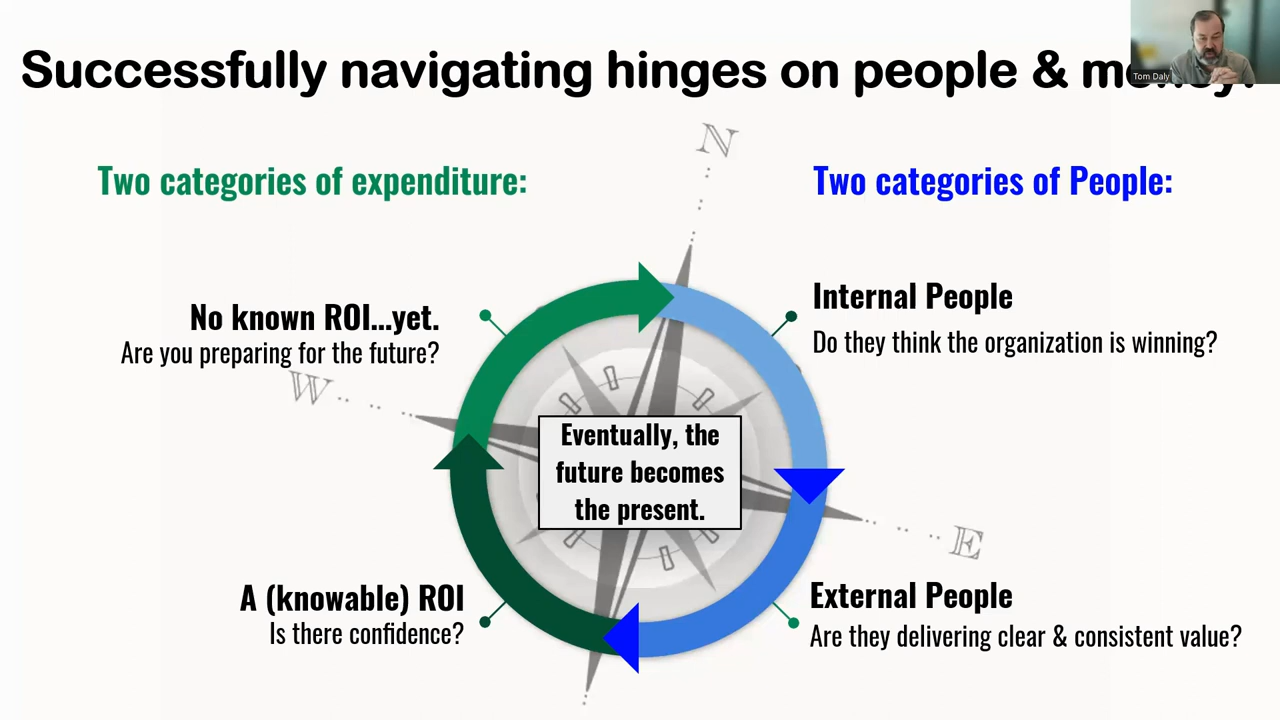 Successfully navigating hinges on people &
Tom Daly
N
Two categories of expenditure:
Two categories of People:
No known ROI...yet.
Are you preparing for the future?
Internal People
Do they think the organization is winning?
W
Eventually, the
future becomes
the present.
E
A (knowable) ROI
Is there confidence?
External People
Are they delivering clear & consistent value?